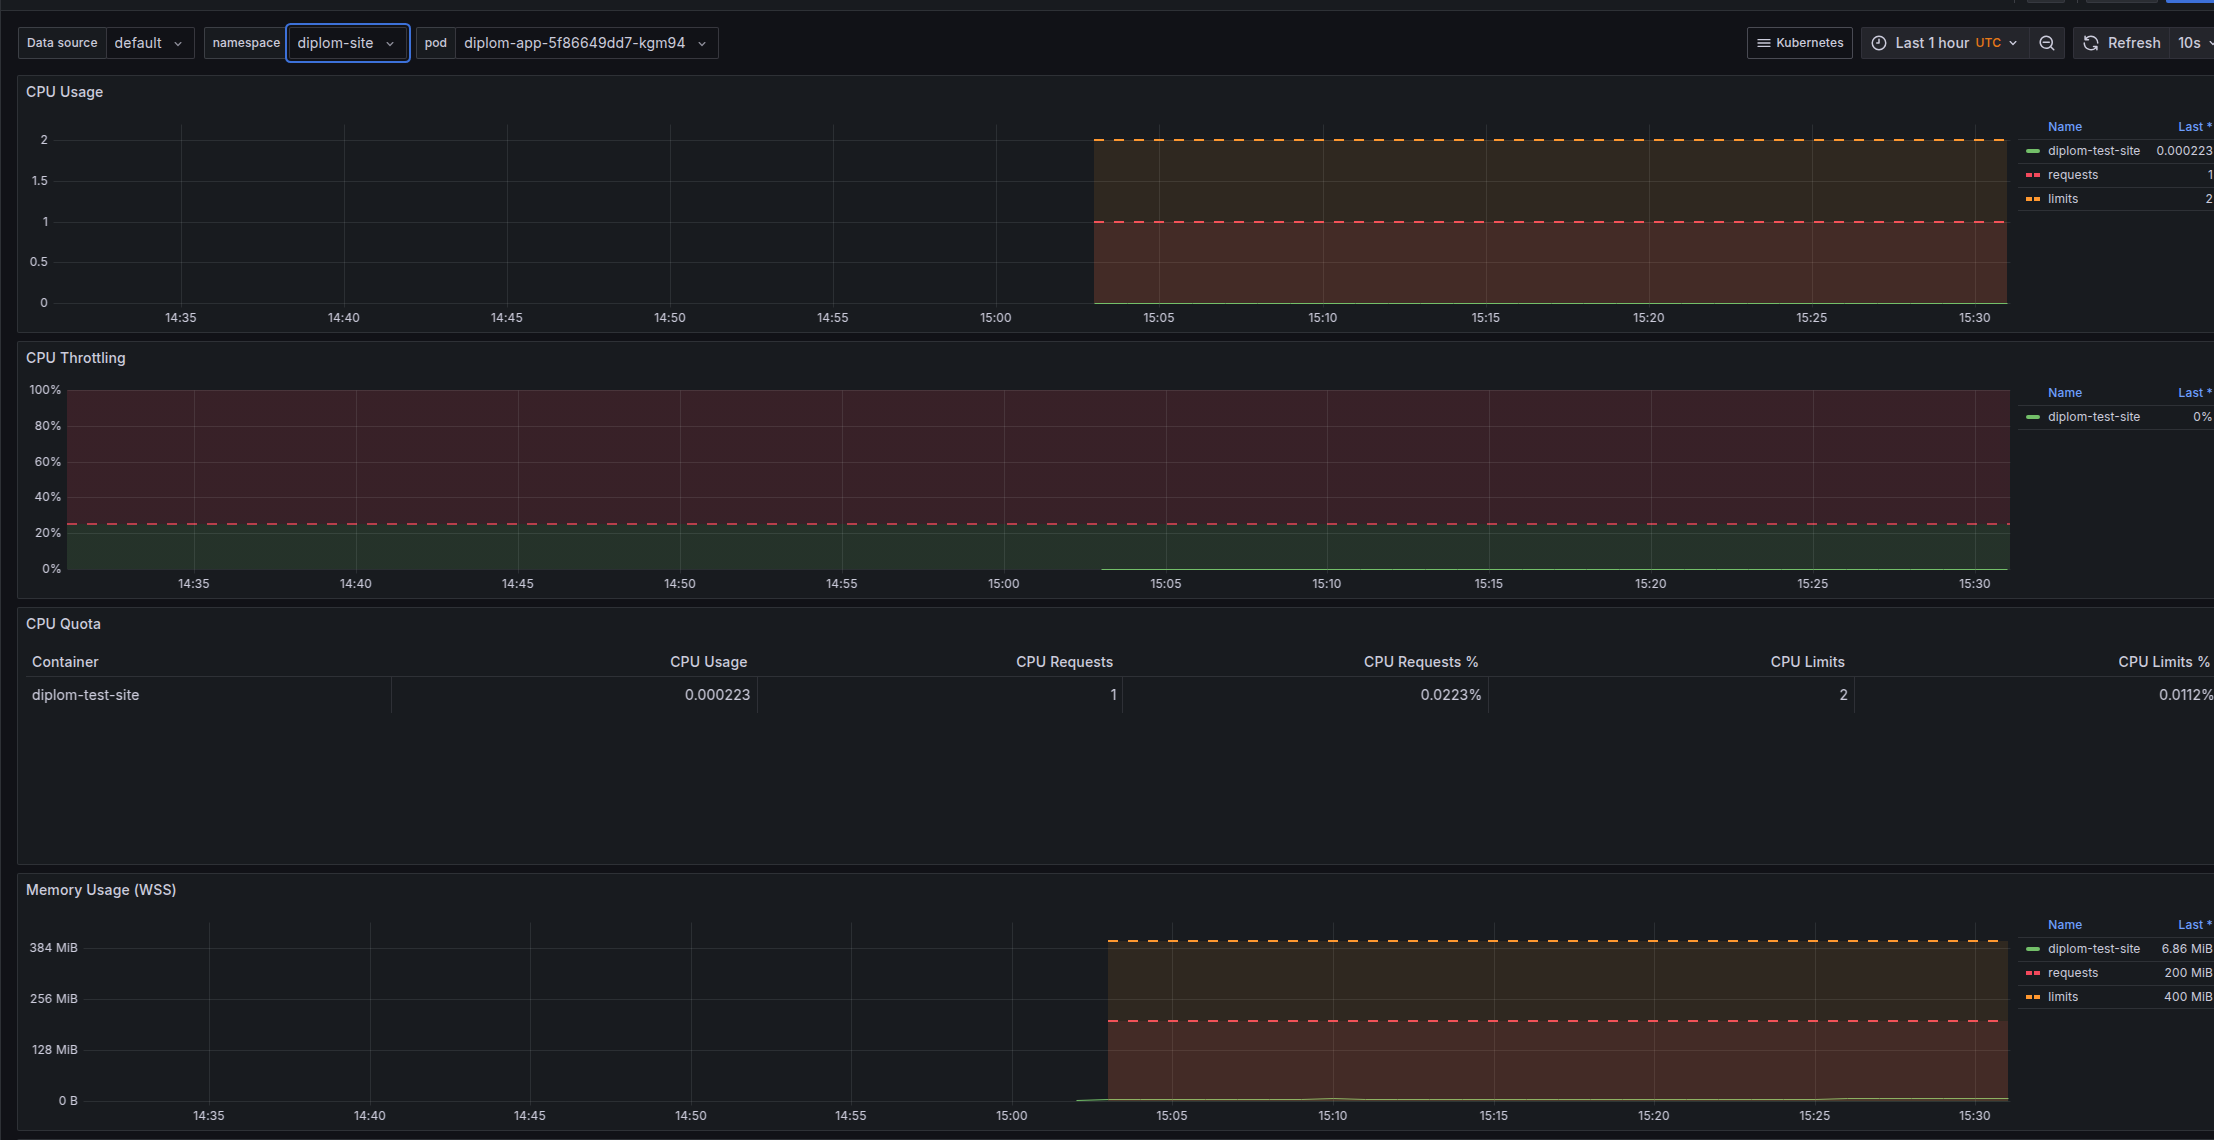 Data source default namespace diplom-site pod diplom-app-5f86649dd7-kgm94 Kubernetes Last 1 hour UTC Refresh 10s
CPU Usage
2
1.5
1
0.5
0
14:35 14:40 14:45 14:50 14:55 15:00 15:05 15:10 15:15 15:20 15:25 15:30
Name Last *
diplom-test-site 0.000223
requests 1
limits 2
CPU Throttling
100%
80%
60%
40%
20%
0%
14:35 14:40 14:45 14:50 14:55 15:00 15:05 15:10 15:15 15:20 15:25 15:30
Name Last *
diplom-test-site 0%
CPU Quota
Container CPU Usage CPU Requests CPU Requests % CPU Limits CPU Limits %
diplom-test-site 0.000223 1 0.0223% 2 0.0112%
Memory Usage (WSS)
384 MiB
256 MiB
128 MiB
0 B
14:35 14:40 14:45 14:50 14:55 15:00 15:05 15:10 15:15 15:20 15:25 15:30
Name Last *
diplom-test-site 6.86 MiB
requests 200 MiB
limits 400 MiB